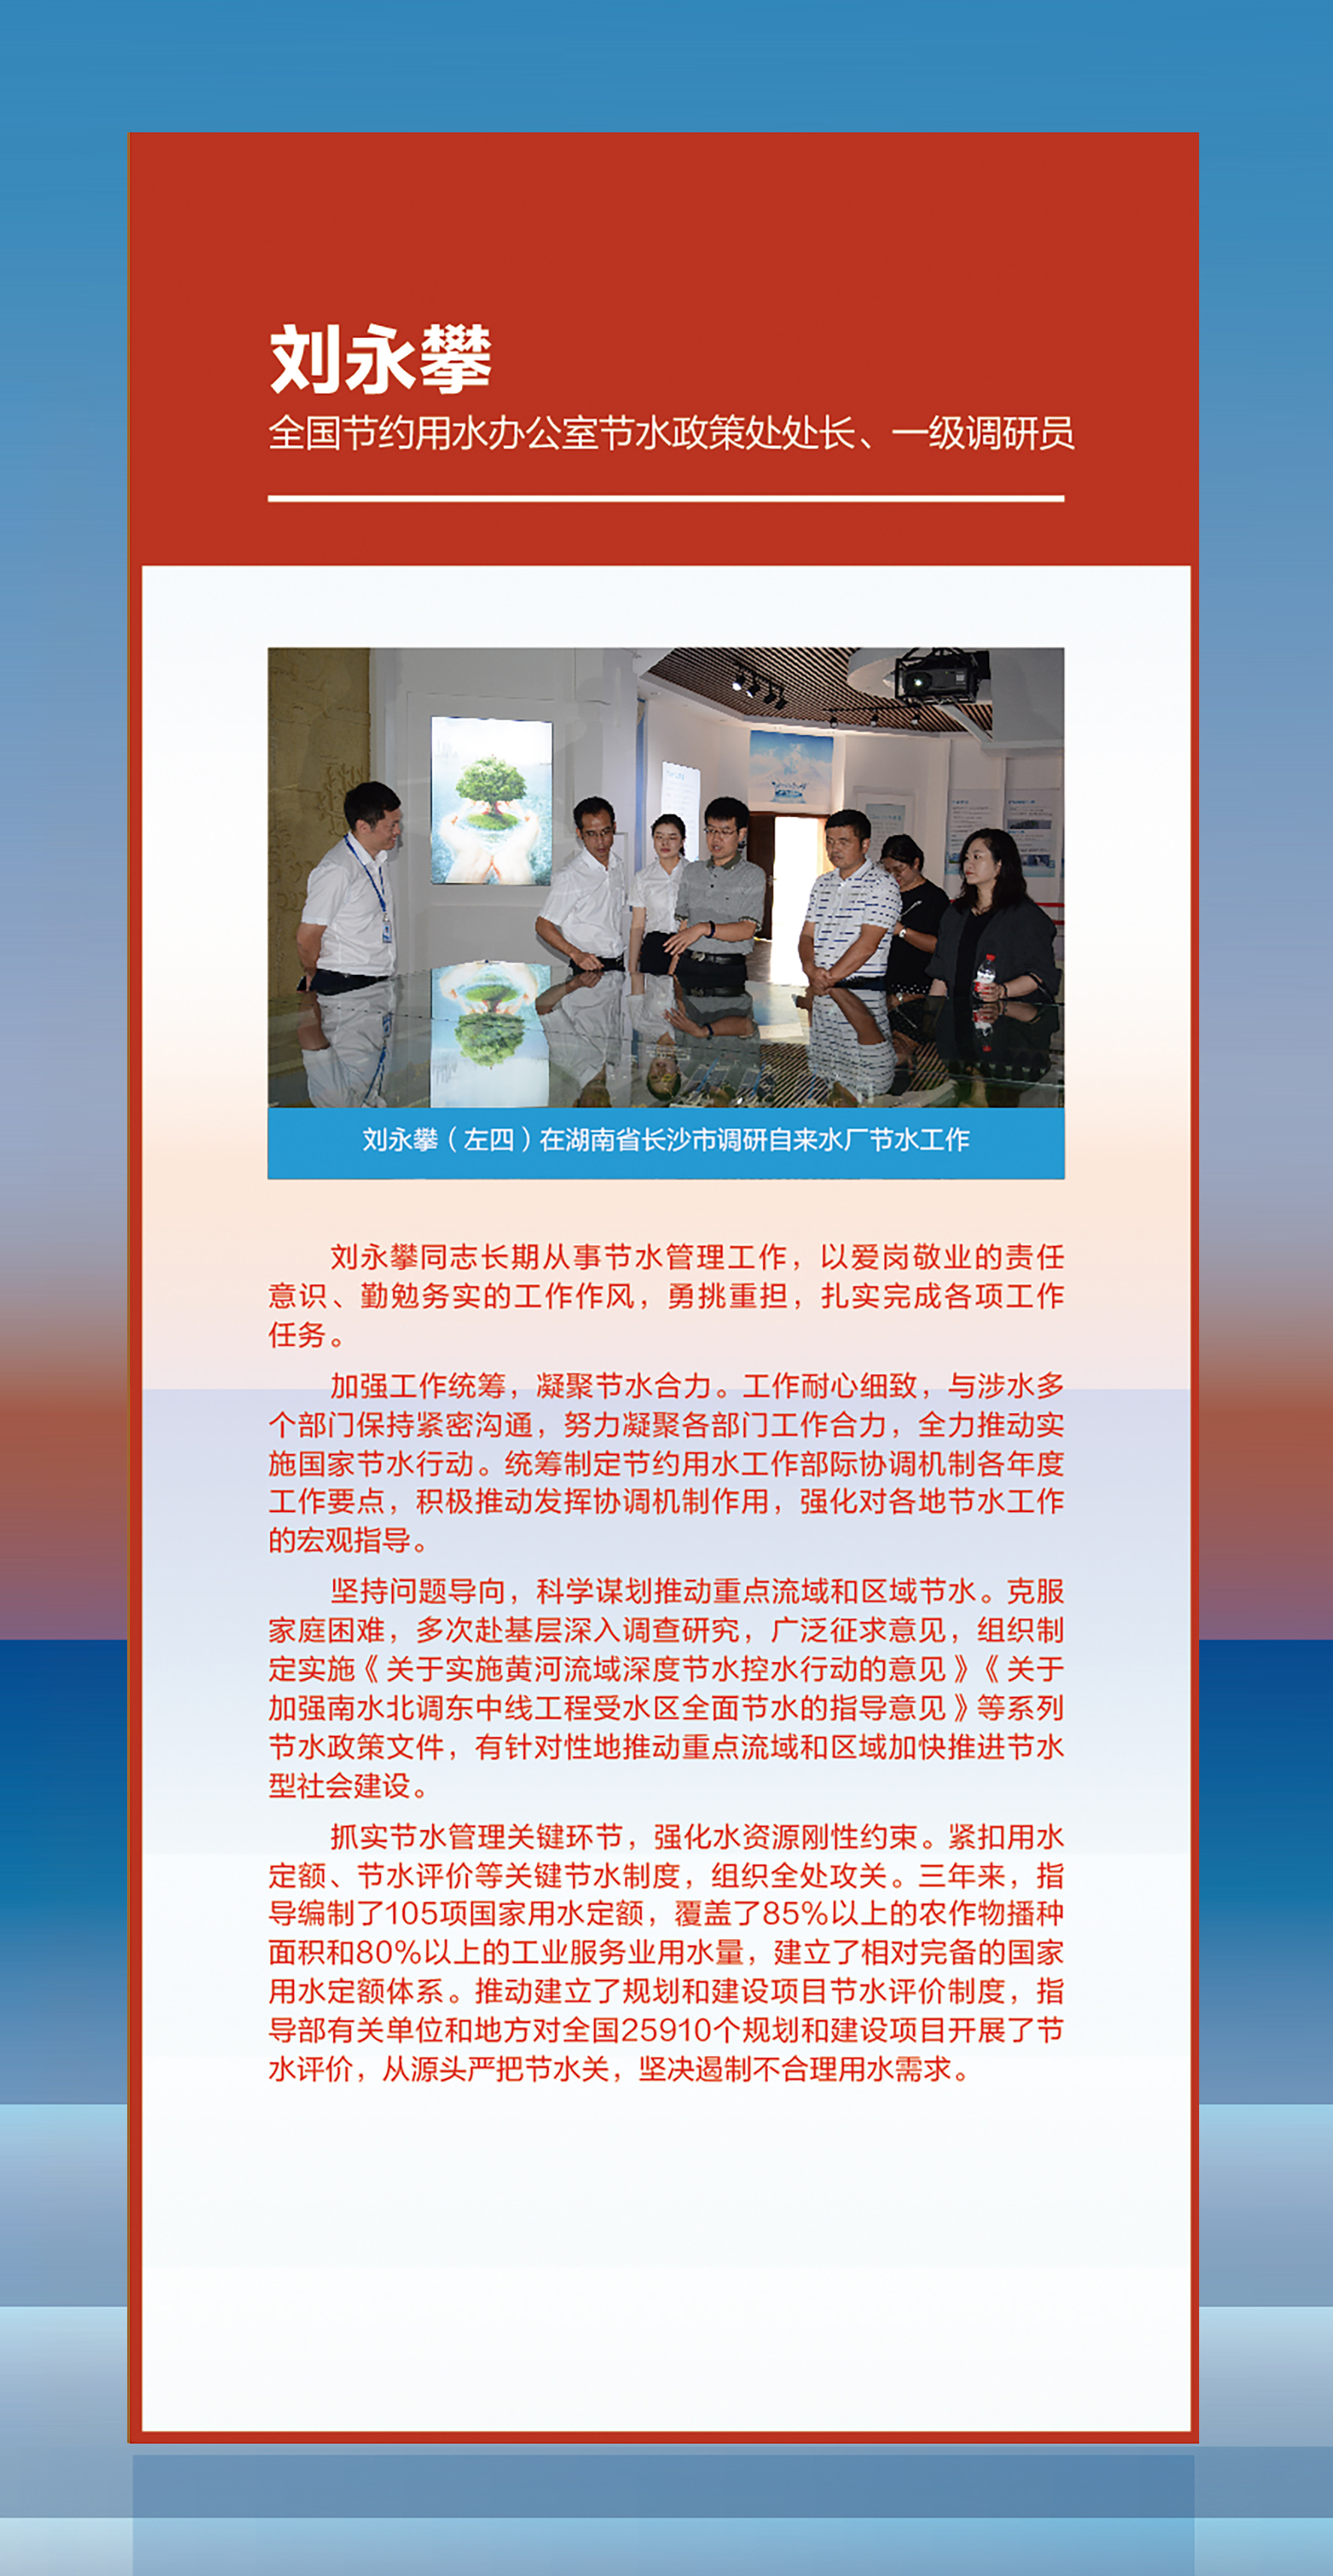 刘永攀
全国节约用水办公室节水政策处处长、一级调研员
刘永攀（左四）在湖南省长沙市调研自来水厂节水工作
刘永攀同志长期从事节水管理工作，以爱岗敬业的责任
意识、勤勉务实的工作作风，勇挑重担，扎实完成各项工作
任务。
加强工作统筹，凝聚节水合力。工作耐心细致，与涉水多
个部门保持紧密沟通，努力凝聚各部门工作合力，全力推动实
施国家节水行动。统筹制定节约用水工作部际协调机制各年度
工作要点，积极推动发挥协调机制作用，强化对各地节水工作
的宏观指导。
坚持问题导向，科学谋划推动重点流域和区域节水。克服
家庭困难，多次赴基层深入调查研究，广泛征求意见，组织制
定实施《关于实施黄河流域深度节水控水行动的意见》《关于
加强南水北调东中线工程受水区全面节水的指导意见》等系列
节水政策文件，有针对性地推动重点流域和区域加快推进节水
型社会建设。
抓实节水管理关键环节，强化水资源刚性约束。紧扣用水
定额、节水评价等关键节水制度，组织全处攻关。三年来，指
导编制了105项国家用水定额，覆盖了85%以上的农作物播种
面积和80%以上的工业服务业用水量，建立了相对完备的国家
用水定额体系。推动建立了规划和建设项目节水评价制度，指
导部有关单位和地方对全国25910个规划和建设项目开展了节
水评价，从源头严把节水关，坚决遏制不合理用水需求。